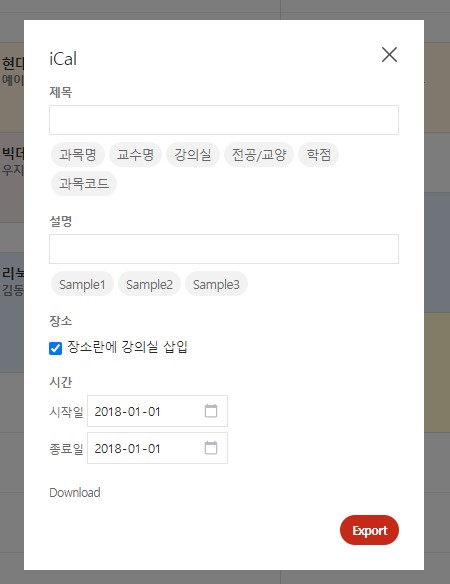 iCal
제목
과목명 교수명 강의실 전공/교양 학점
과목코드
설명
Sample1 Sample2 Sample3
장소
장소란에 강의실 삽입
시간
시작일 2018-01-01
종료일 2018-01-01
Download
Export
현대
예이
빅데
우지
김동